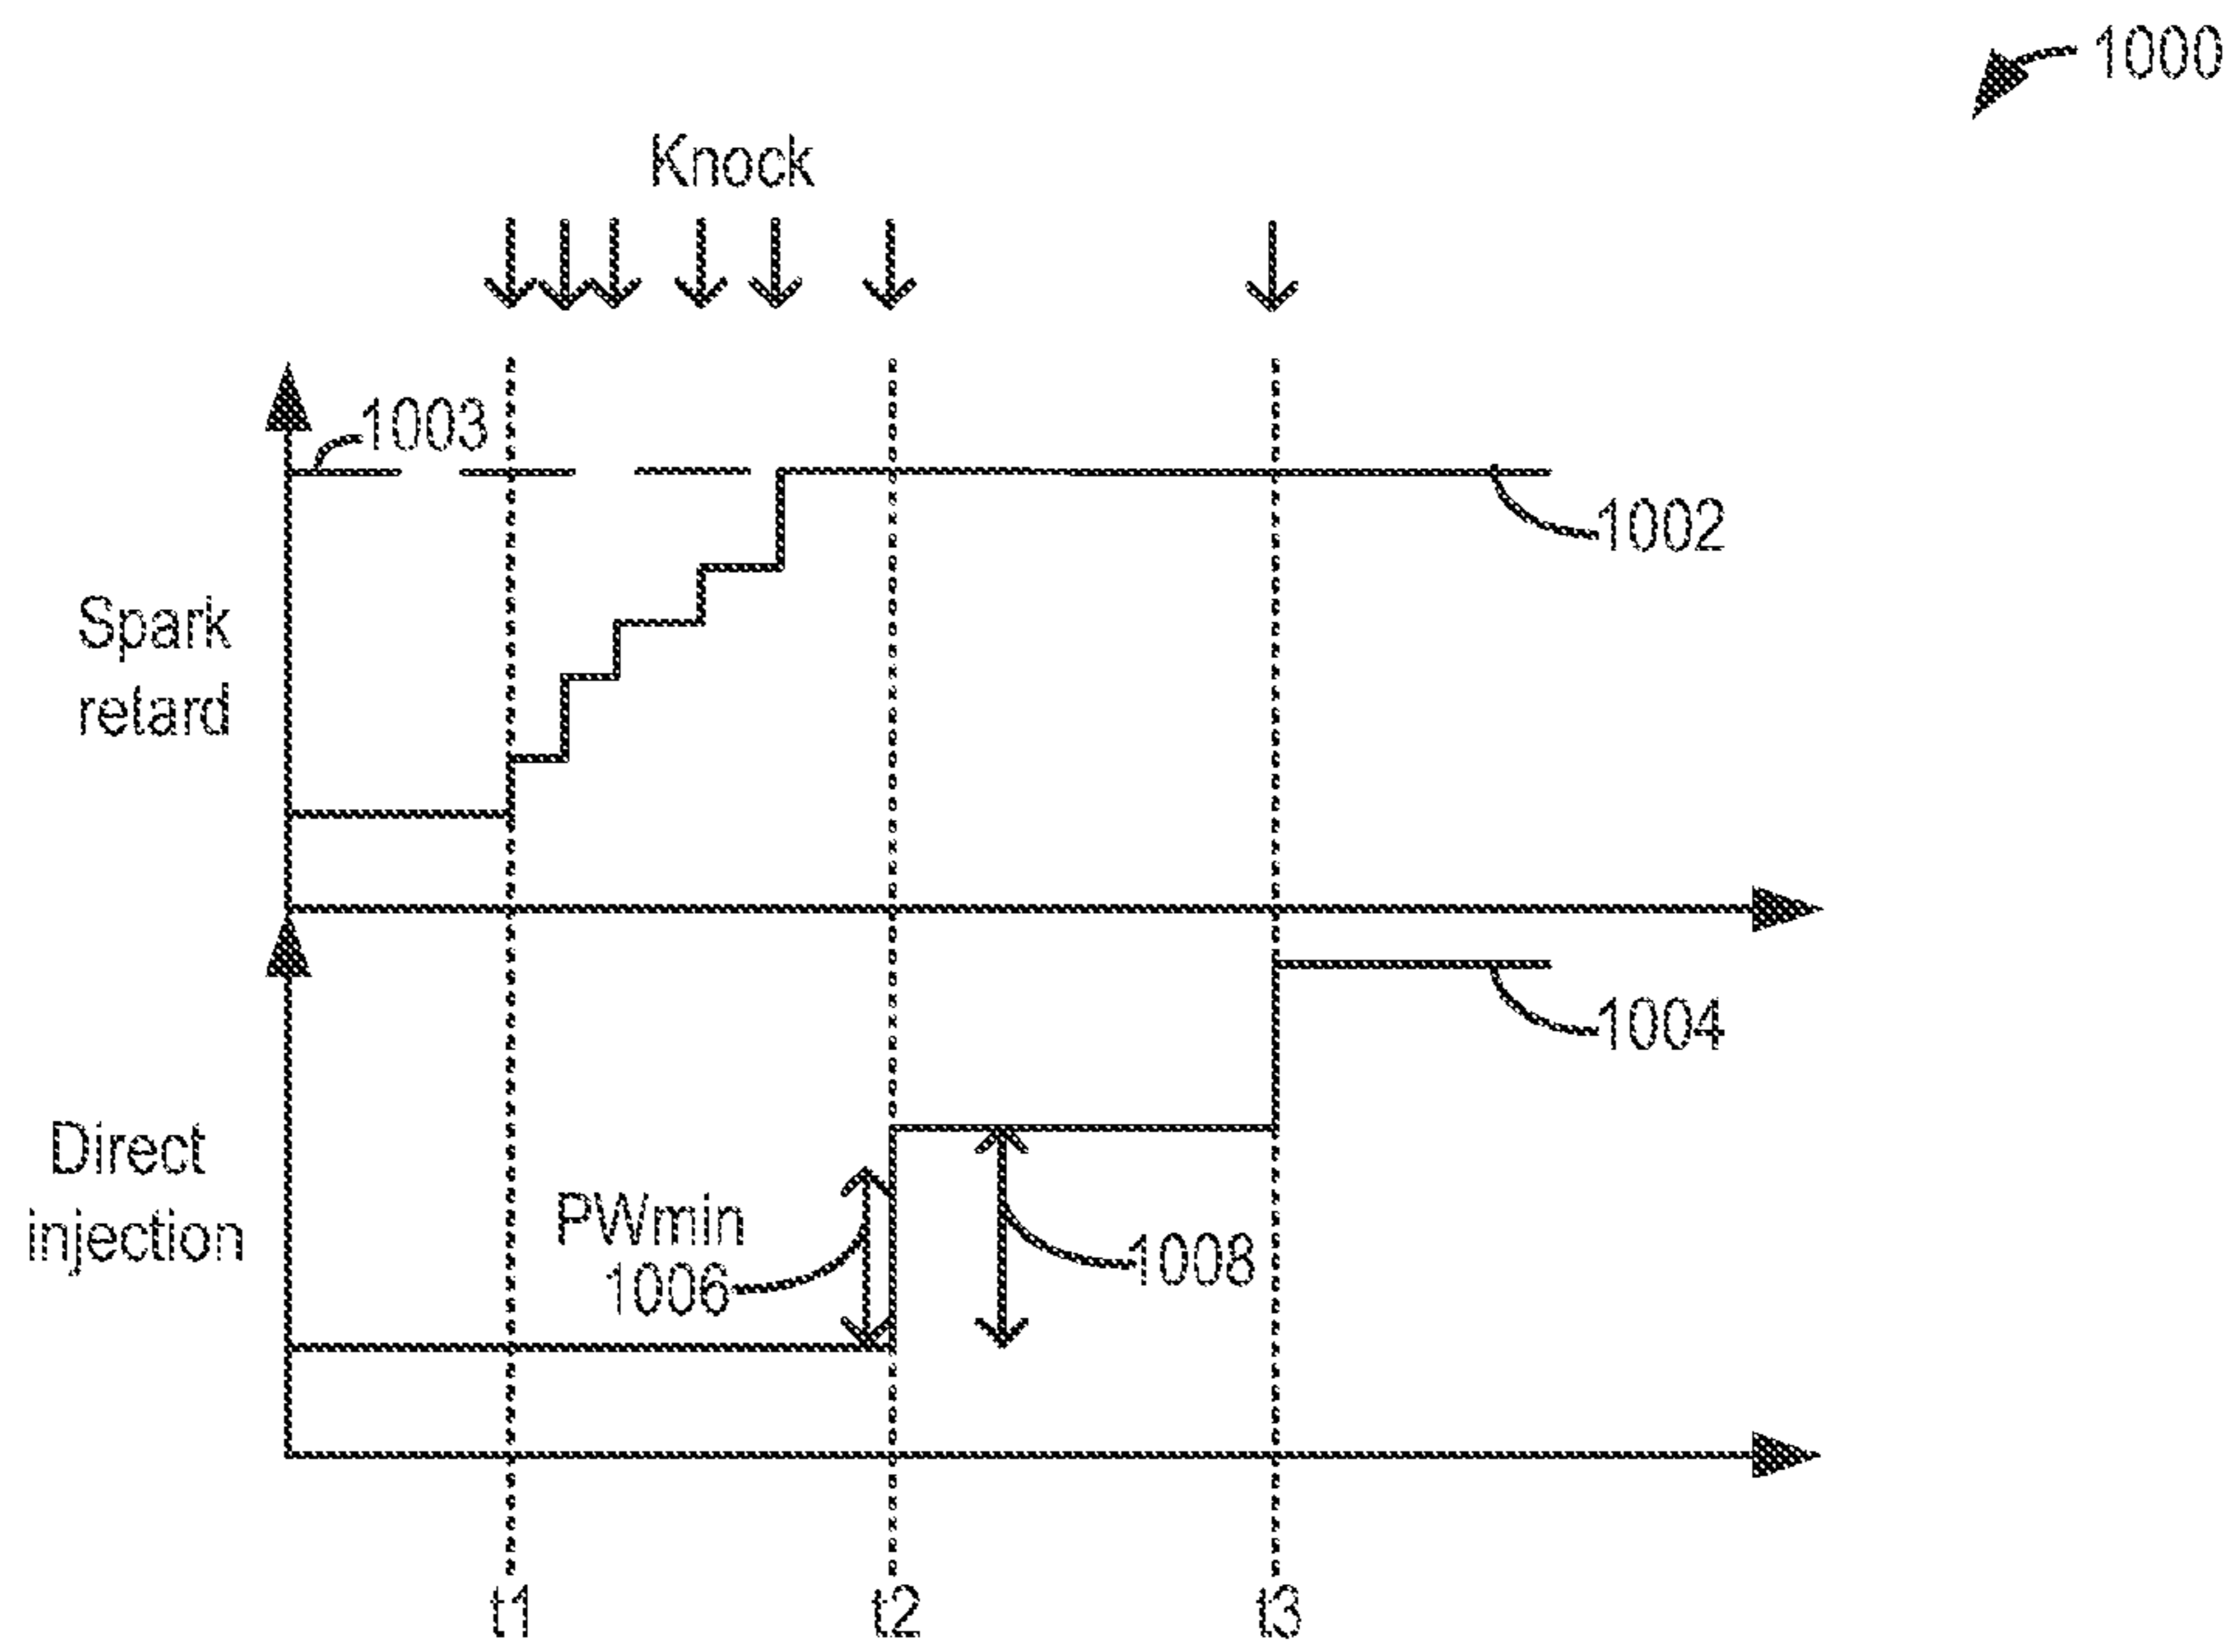 1000
Knock
1003
1002
Spark
retard
1004
Direct
injection
PWmin
1006
1008
t1
t2
t3